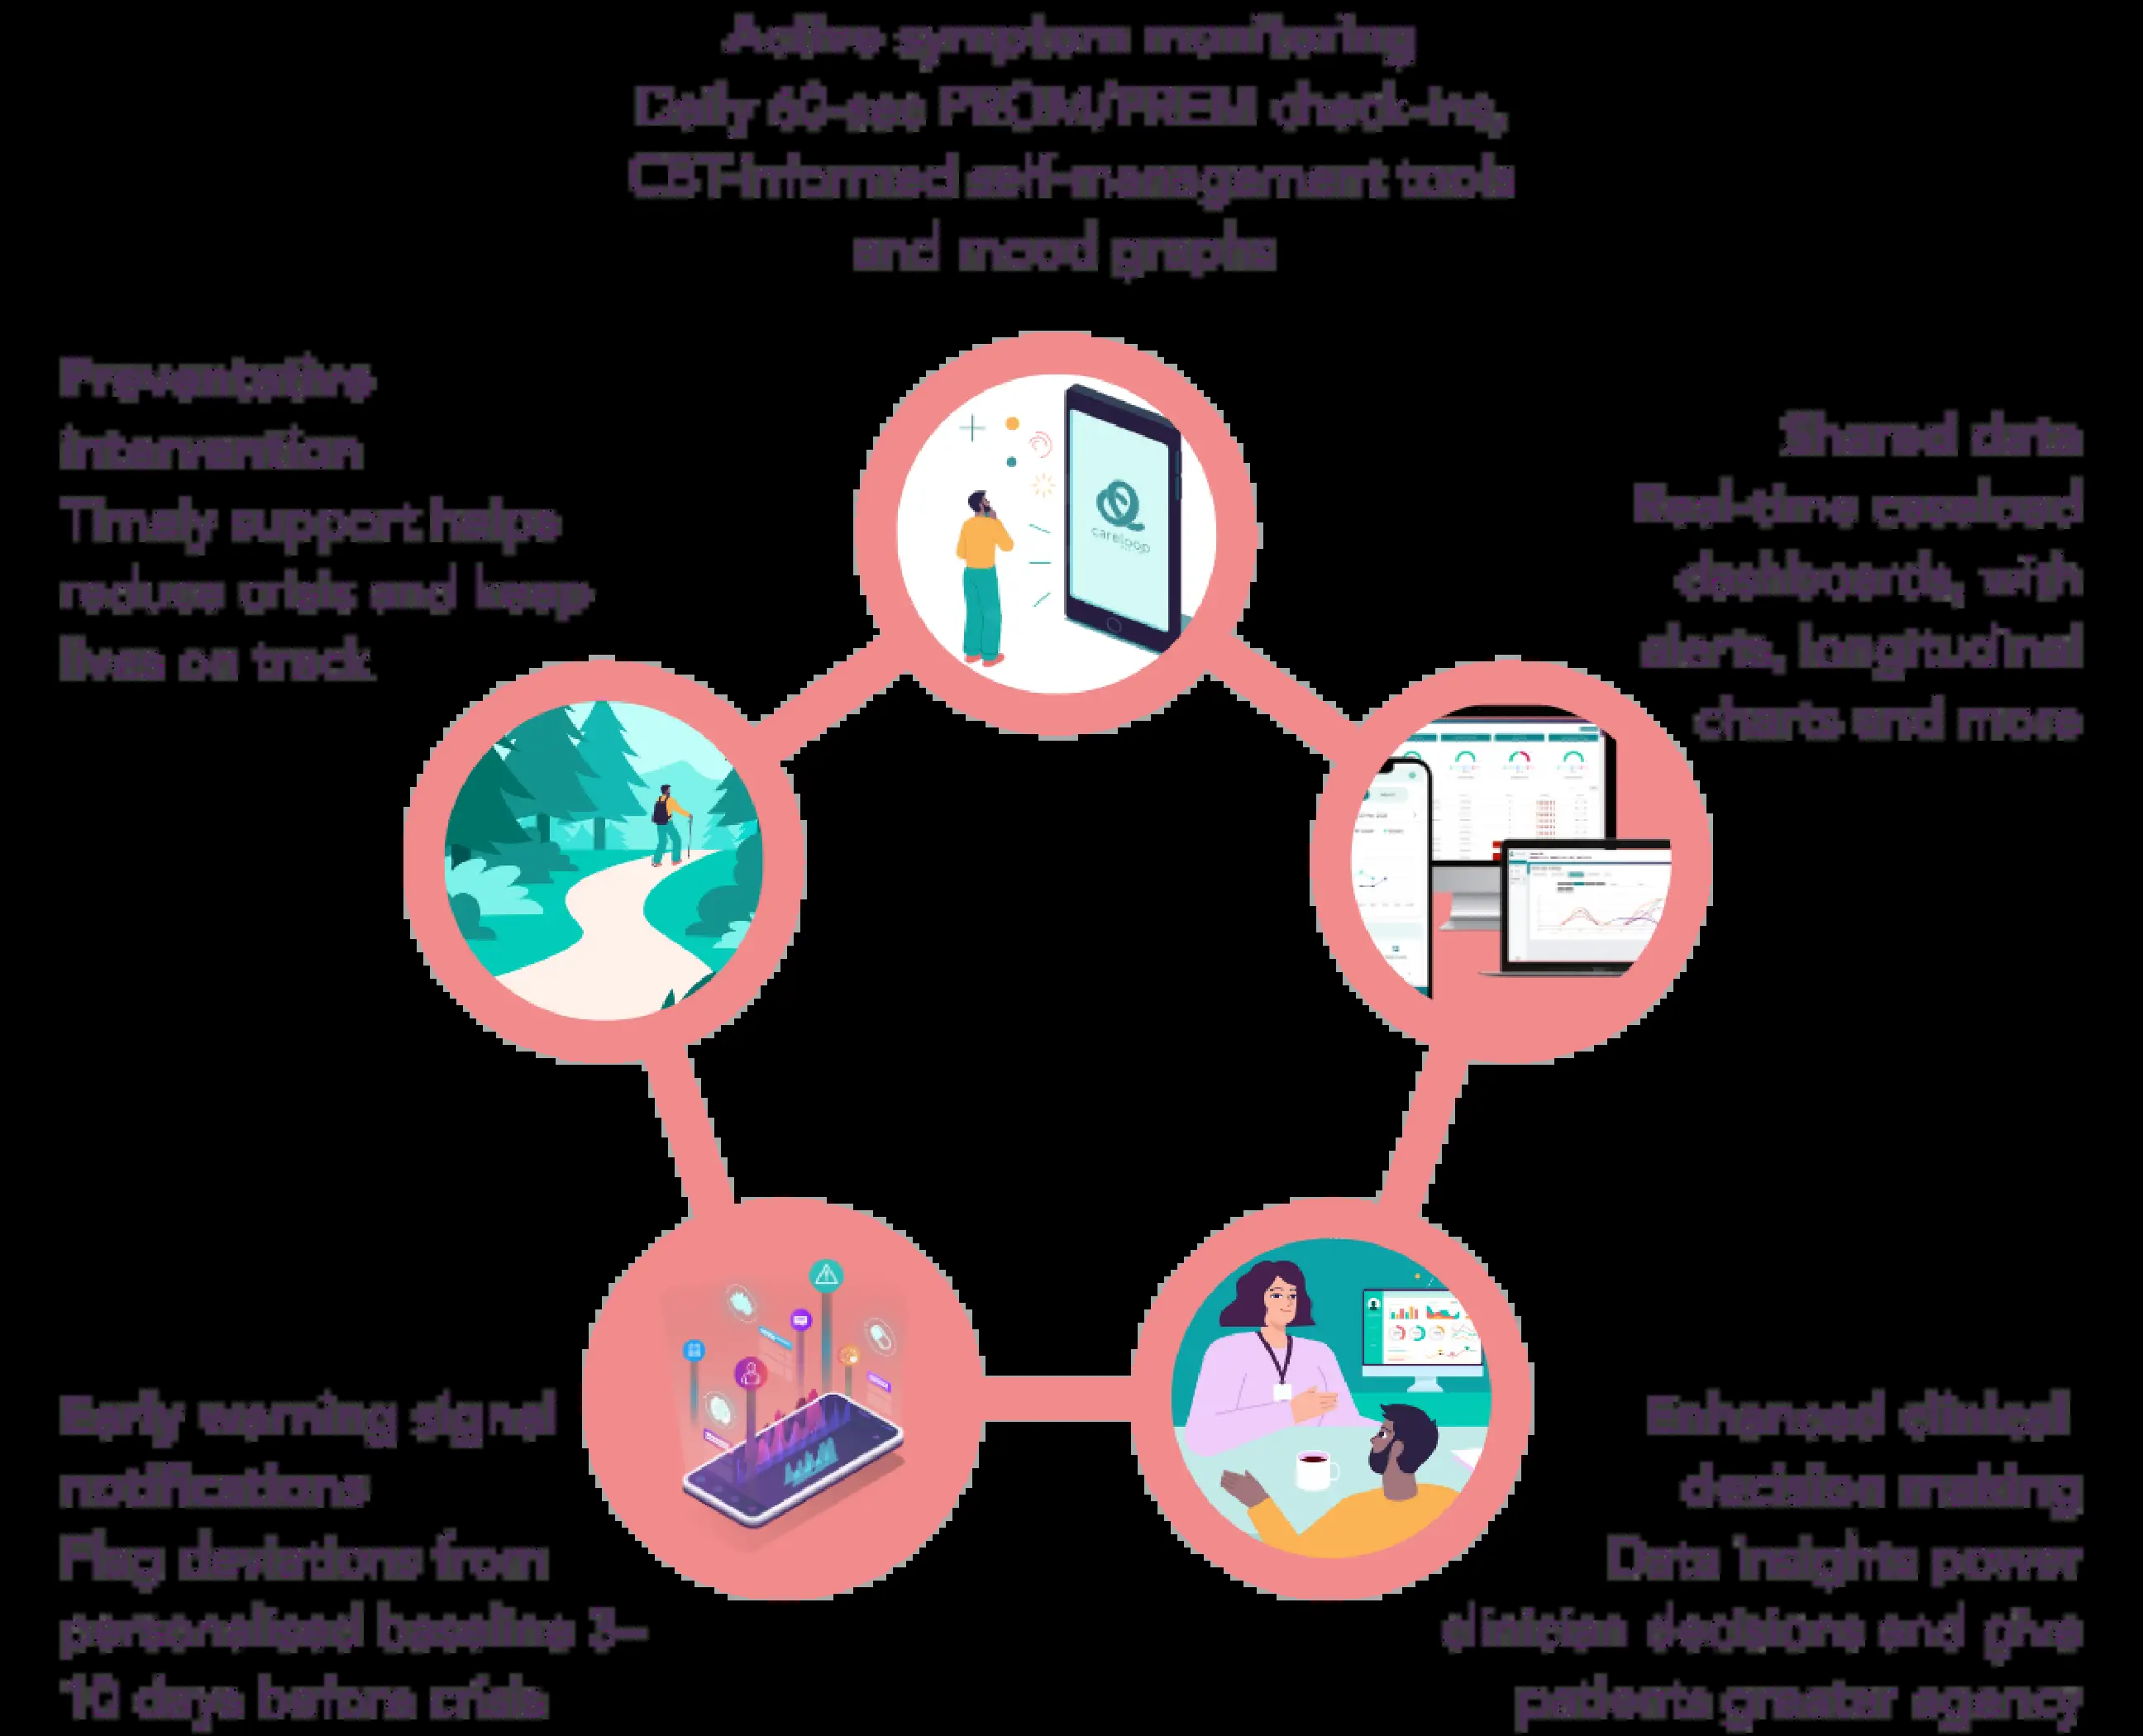 Active symptom monitoring
Daily 60-sec PROM/PREM check-ins,
CBT-informed self-management tools
and mood graphs
Preventative
intervention
Timely support helps
reduce crisis and keep
lives on track
careloop
Shared data
Real-time caseload
dashboards, with
alerts, longitudinal
charts and more
Early warning signal
notifications
Flag deviations from
personalised baseline 3–
10 days before crisis
Enhanced clinical
decision making
Data insights power
clinician decisions and give
patients greater agency